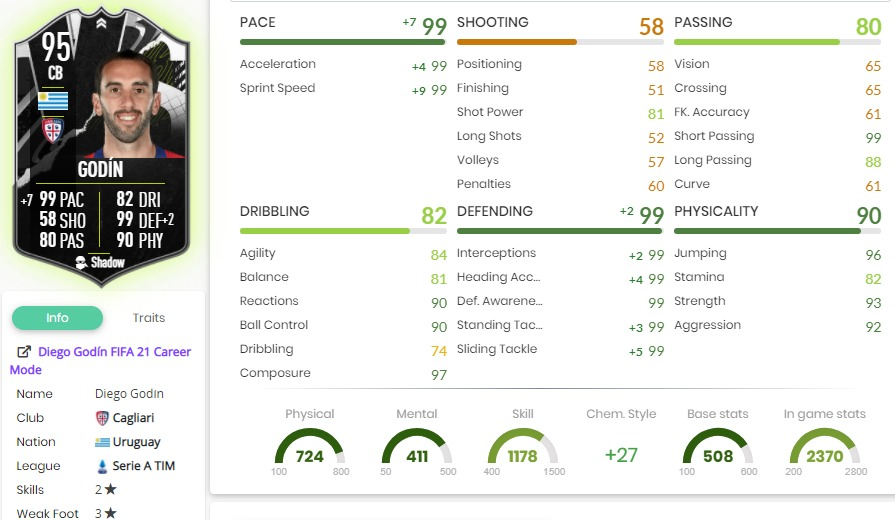 95
CB
GODÍN
+7 99 PAC 82 DRI
58 SHO 99 DEF+2
80 PAS 90 PHY
Shadow
Info Traits
Diego Godín FIFA 21 Career
Mode
Name Diego Godín
Club Cagliari
Nation Uruguay
League Serie A TIM
Skills 2 ★
Weak Foot 3 ★
PACE +7 99
Acceleration +4 99
Sprint Speed +9 99
SHOOTING 58
Positioning 58
Finishing 51
Shot Power 81
Long Shots 52
Volleys 57
Penalties 60
PASSING 80
Vision 65
Crossing 65
FK. Accuracy 61
Short Passing 99
Long Passing 88
Curve 61
DRIBBLING 82
Agility 84
Balance 81
Reactions 90
Ball Control 90
Dribbling 74
Composure 97
DEFENDING +2 99
Interceptions +2 99
Heading Acc... +4 99
Def. Awarene... 99
Standing Tac... +3 99
Sliding Tackle +5 99
PHYSICALITY 90
Jumping 96
Stamina 82
Strength 93
Aggression 92
Physical
724
100 800
Mental
411
50 500
Skill
1178
400 1500
Chem. Style
+27
Base stats
508
100 600
In game stats
2370
200 2800